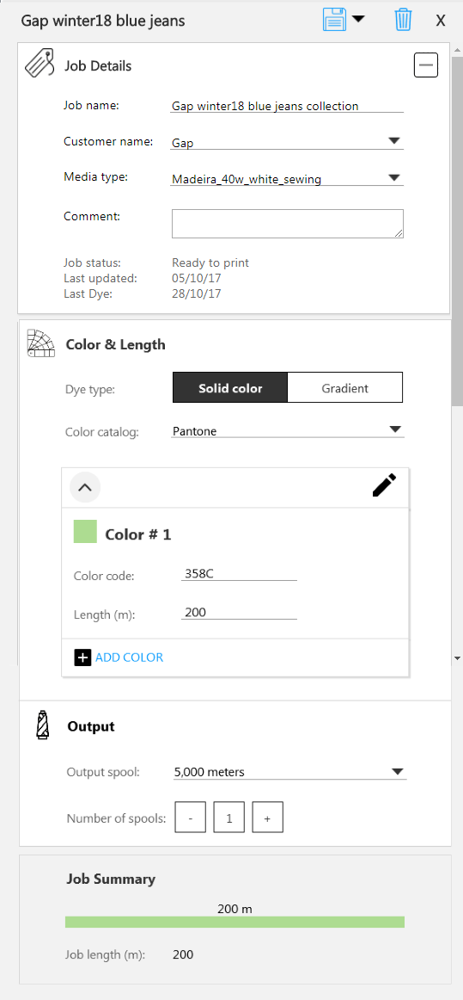 Gap winter18 blue jeans X
Job Details
Job name: Gap winter18 blue jeans collection
Customer name: Gap
Media type: Madeira_40w_white_sewing
Comment:
Job status: Ready to print
Last updated: 05/10/17
Last Dye: 28/10/17
Color & Length
Dye type: Solid color Gradient
Color catalog: Pantone
Color # 1
Color code: 358C
Length (m): 200
+ ADD COLOR
Output
Output spool: 5,000 meters
Number of spools: - 1 +
Job Summary
200 m
Job length (m): 200